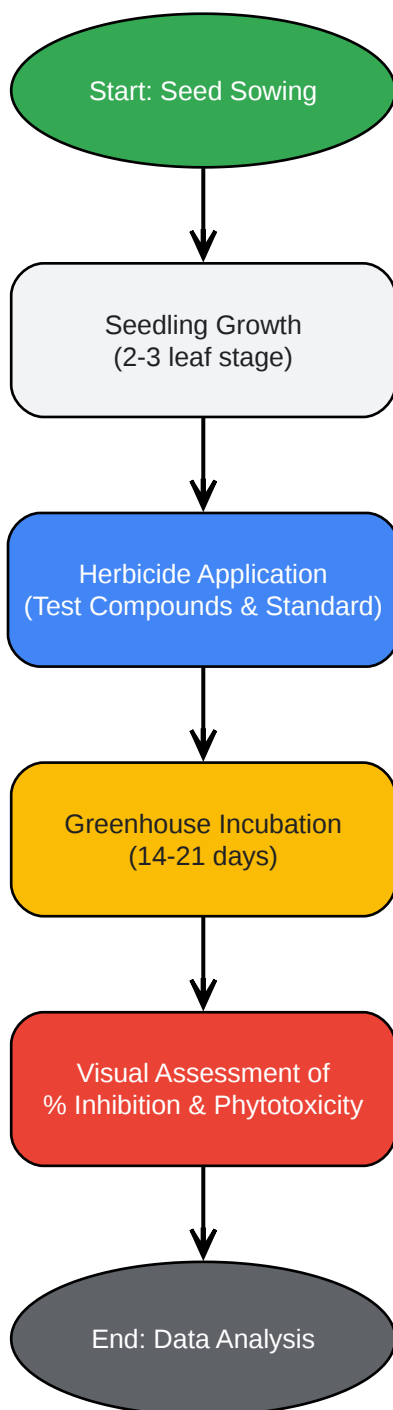 Start: Seed Sowing
Seedling Growth
(2-3 leaf stage)
Herbicide Application
(Test Compounds & Standard)
Greenhouse Incubation
(14-21 days)
Visual Assessment of
% Inhibition & Phytotoxicity
End: Data Analysis